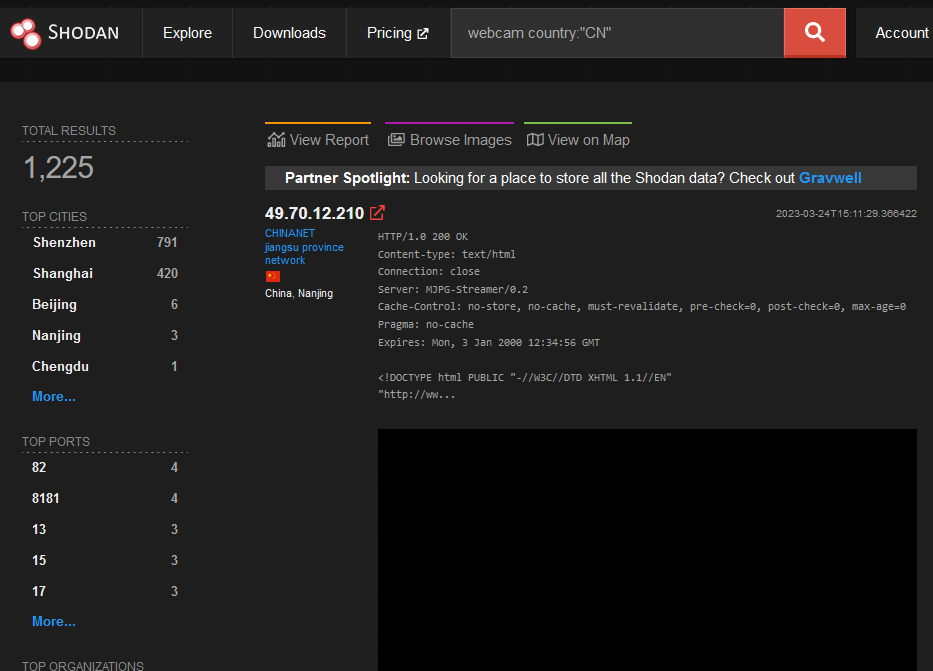 SHODAN Explore Downloads Pricing webcam country:"CN" Account
TOTAL RESULTS
1,225
TOP CITIES
Shenzhen 791
Shanghai 420
Beijing 6
Nanjing 3
Chengdu 1
More...
TOP PORTS
82 4
8181 4
13 3
15 3
17 3
More...
TOP ORGANIZATIONS
View Report Browse Images View on Map
Partner Spotlight: Looking for a place to store all the Shodan data? Check out Gravwell
49.70.12.210 2023-03-24T15:11:29.366422
CHINANET
jiangsu province
network
China, Nanjing
HTTP/1.0 200 OK
Content-type: text/html
Connection: close
Server: MJPG-Streamer/0.2
Cache-Control: no-store, no-cache, must-revalidate, pre-check=0, post-check=0, max-age=0
Pragma: no-cache
Expires: Mon, 3 Jan 2000 12:34:56 GMT
<!DOCTYPE html PUBLIC "-//W3C//DTD XHTML 1.1//EN"
"http://ww...